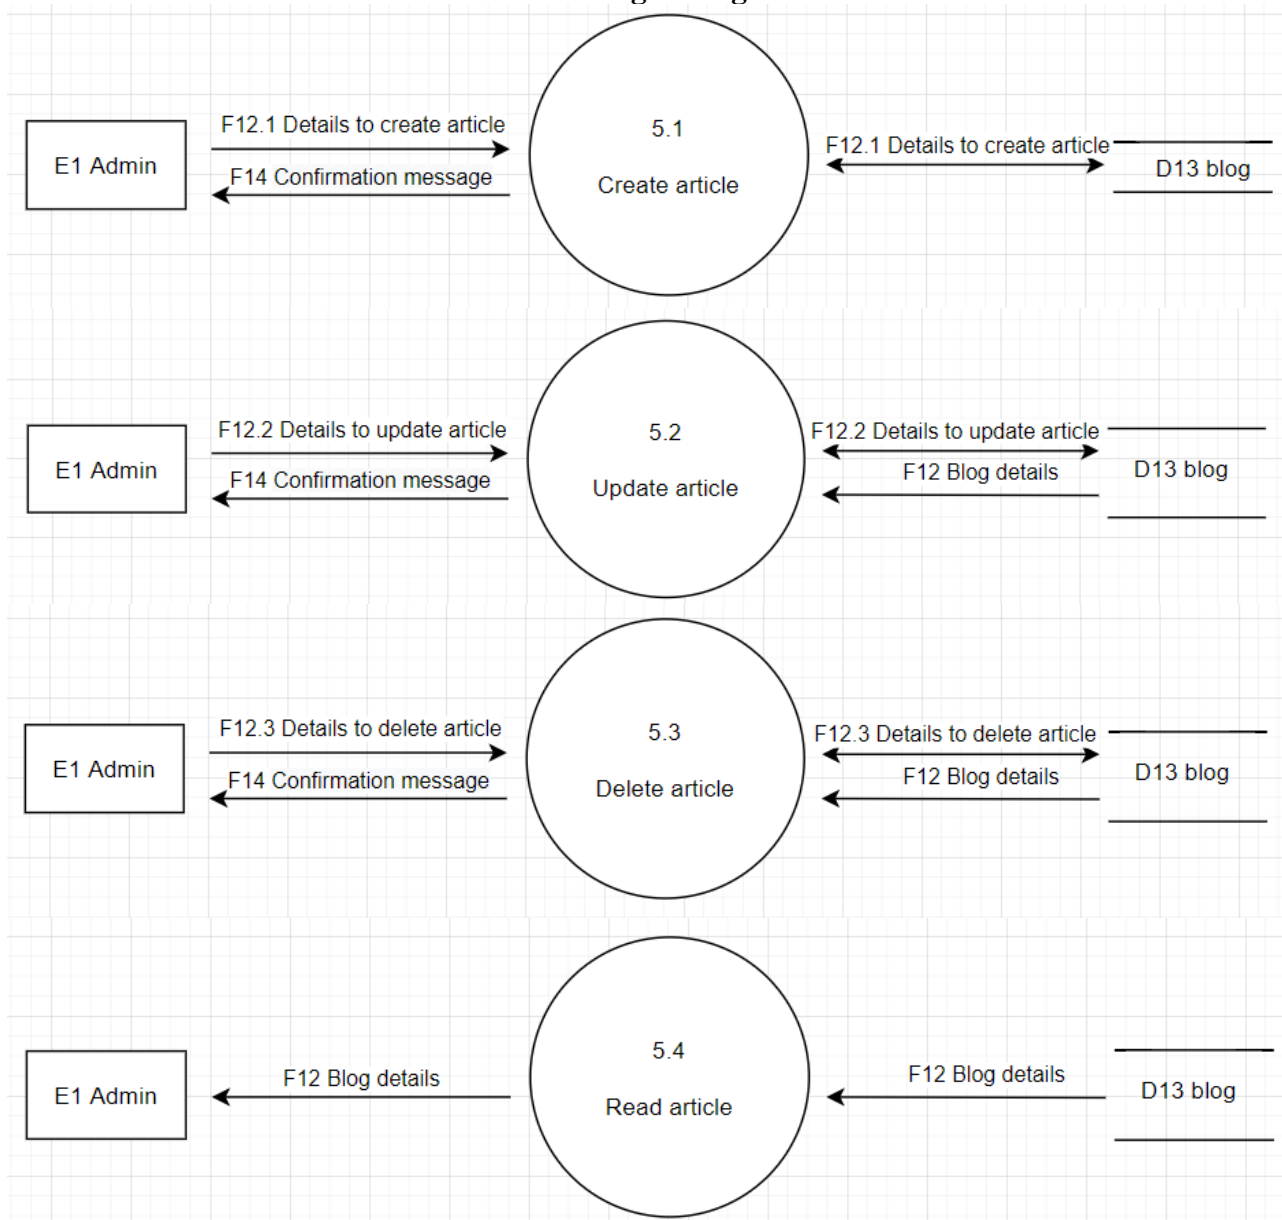 F12.1 Details to create article
E1 Admin
F14 Confirmation message
5.1
Create article
F12.1 Details to create article
D13 blog
F12.2 Details to update article
E1 Admin
F14 Confirmation message
5.2
Update article
F12.2 Details to update article
F12 Blog details
D13 blog
F12.3 Details to delete article
E1 Admin
F14 Confirmation message
5.3
Delete article
F12.3 Details to delete article
F12 Blog details
D13 blog
E1 Admin
F12 Blog details
5.4
Read article
F12 Blog details
D13 blog